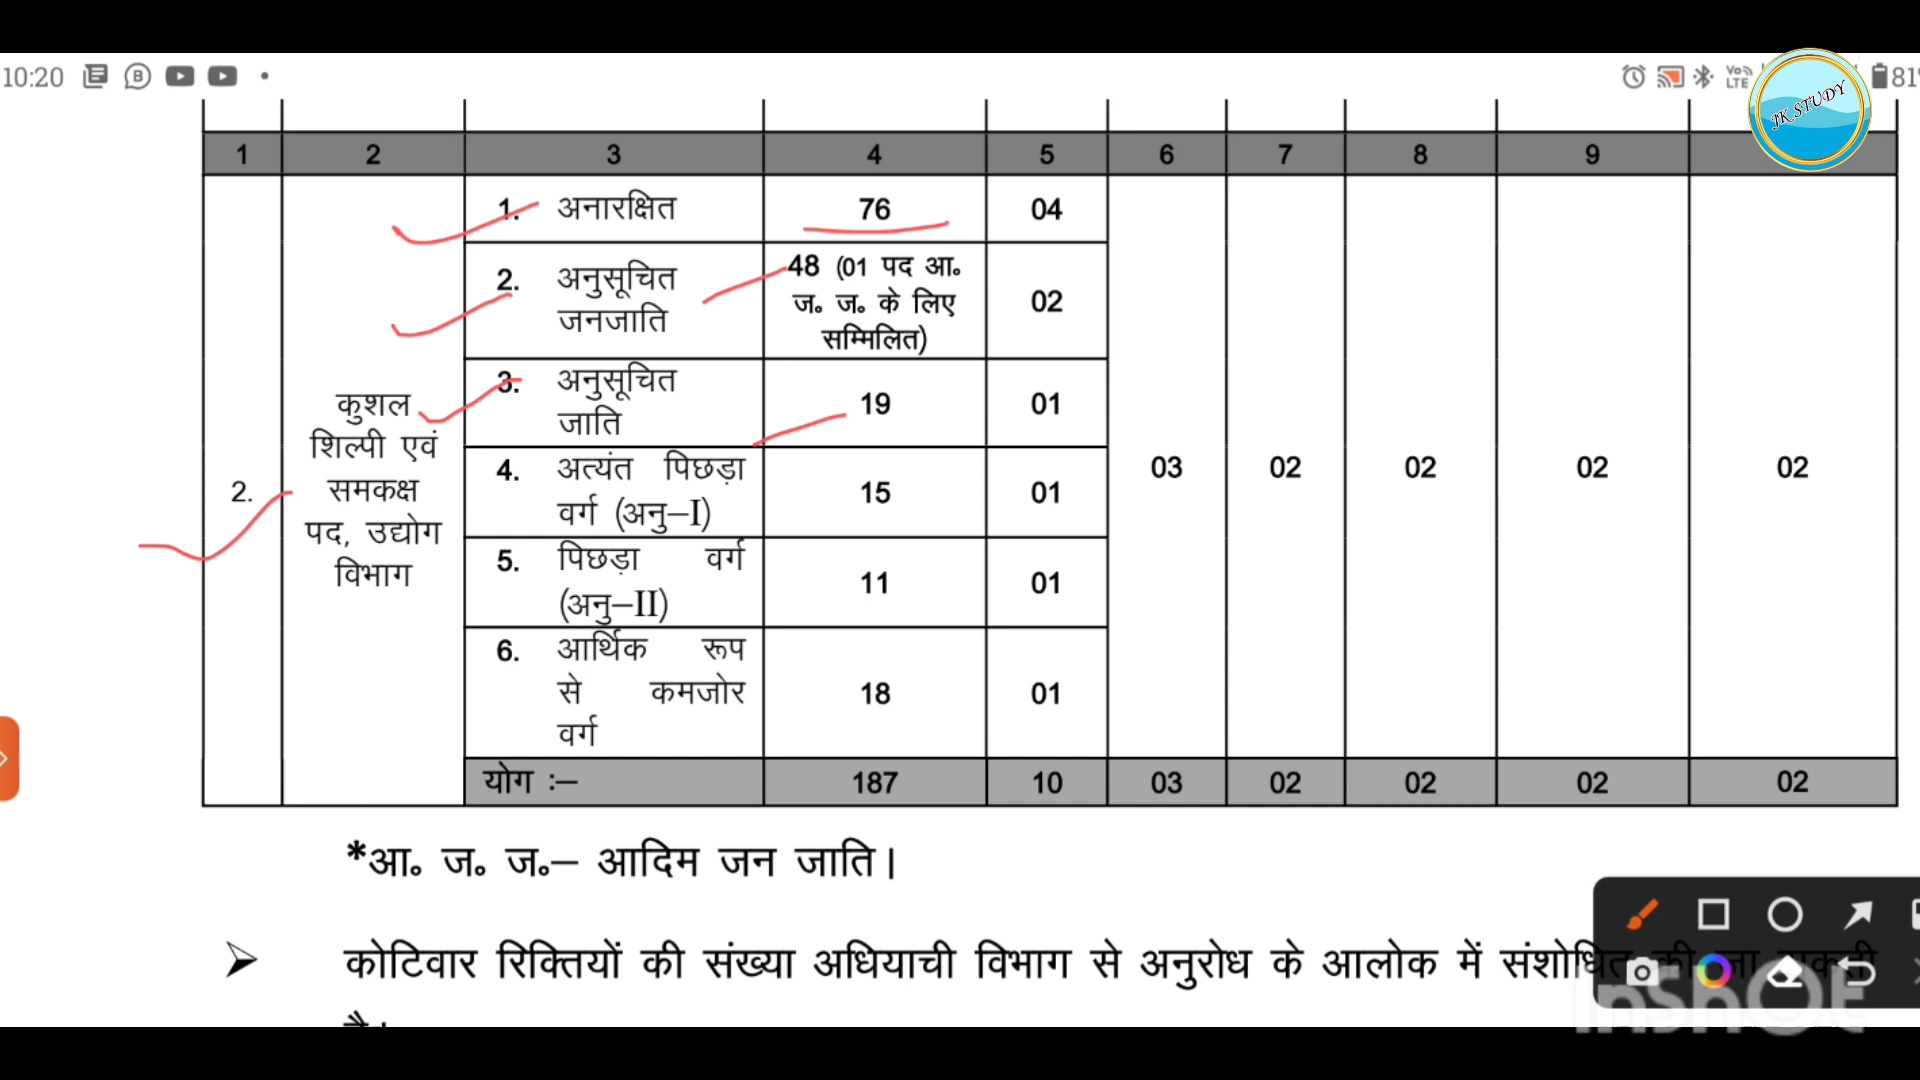 10:20
81
JK STUDY
1 2 3 4 5 6 7 8 9
1. अनारक्षित 76 04
2. अनुसूचित
जनजाति
48 (01 पद आ॰
ज॰ ज॰ के लिए
सम्मिलित)
02
3. अनुसूचित
जाति
19 01
4. अत्यंत पिछड़ा
वर्ग (अनु–I)
15 01
5. पिछड़ा वर्ग
(अनु–II)
11 01
6. आर्थिक रूप
से कमजोर
वर्ग
18 01
2.
कुशल
शिल्पी एवं
समकक्ष
पद, उद्योग
विभाग
03 02 02 02 02
योग :– 187 10 03 02 02 02 02
*आ॰ ज॰ ज॰– आदिम जन जाति।
➢ कोटिवार रिक्तियों की संख्या अधियाची विभाग से अनुरोध के आलोक में संशोधित की जा सकती
है।
InShOt